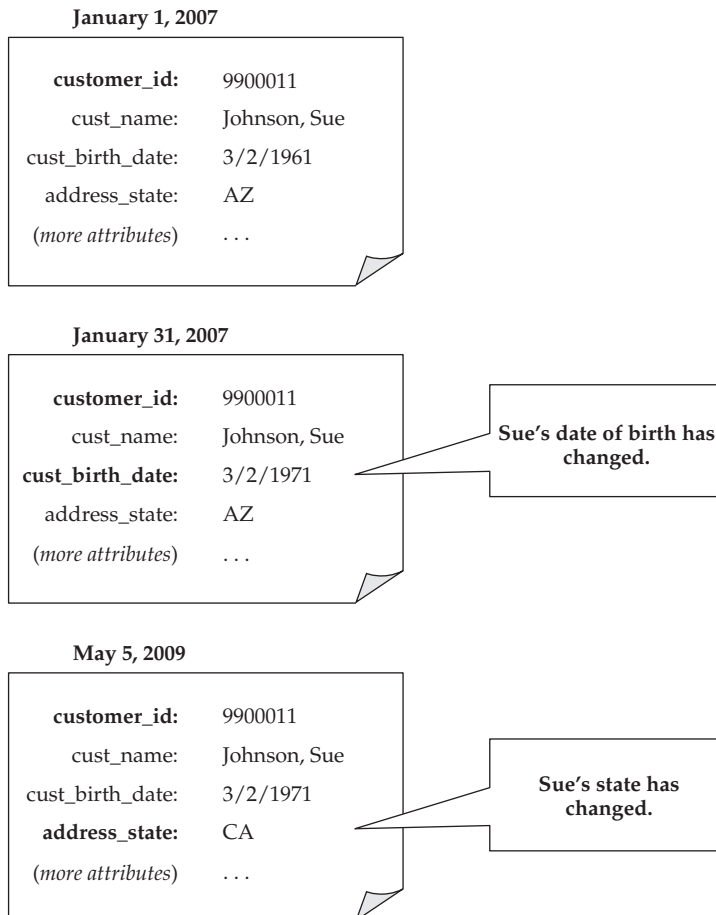 January 1, 2007
customer_id: 9900011
cust_name: Johnson, Sue
cust_birth_date: 3/2/1961
address_state: AZ
(more attributes) . . .
January 31, 2007
customer_id: 9900011
cust_name: Johnson, Sue
cust_birth_date: 3/2/1971
address_state: AZ
(more attributes) . . .
Sue’s date of birth has
changed.
May 5, 2009
customer_id: 9900011
cust_name: Johnson, Sue
cust_birth_date: 3/2/1971
address_state: CA
(more attributes) . . .
Sue’s state has
changed.